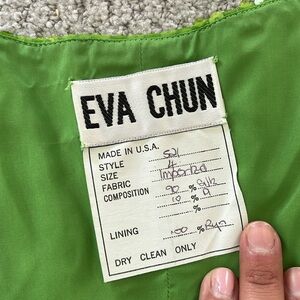 EVA CHUN
MADE IN U.S.A.
STYLE 521
SIZE 4
FABRIC Imported
COMPOSITION 90 % Silk
10 %
%
LINING 100 % Ryn
DRY CLEAN ONLY